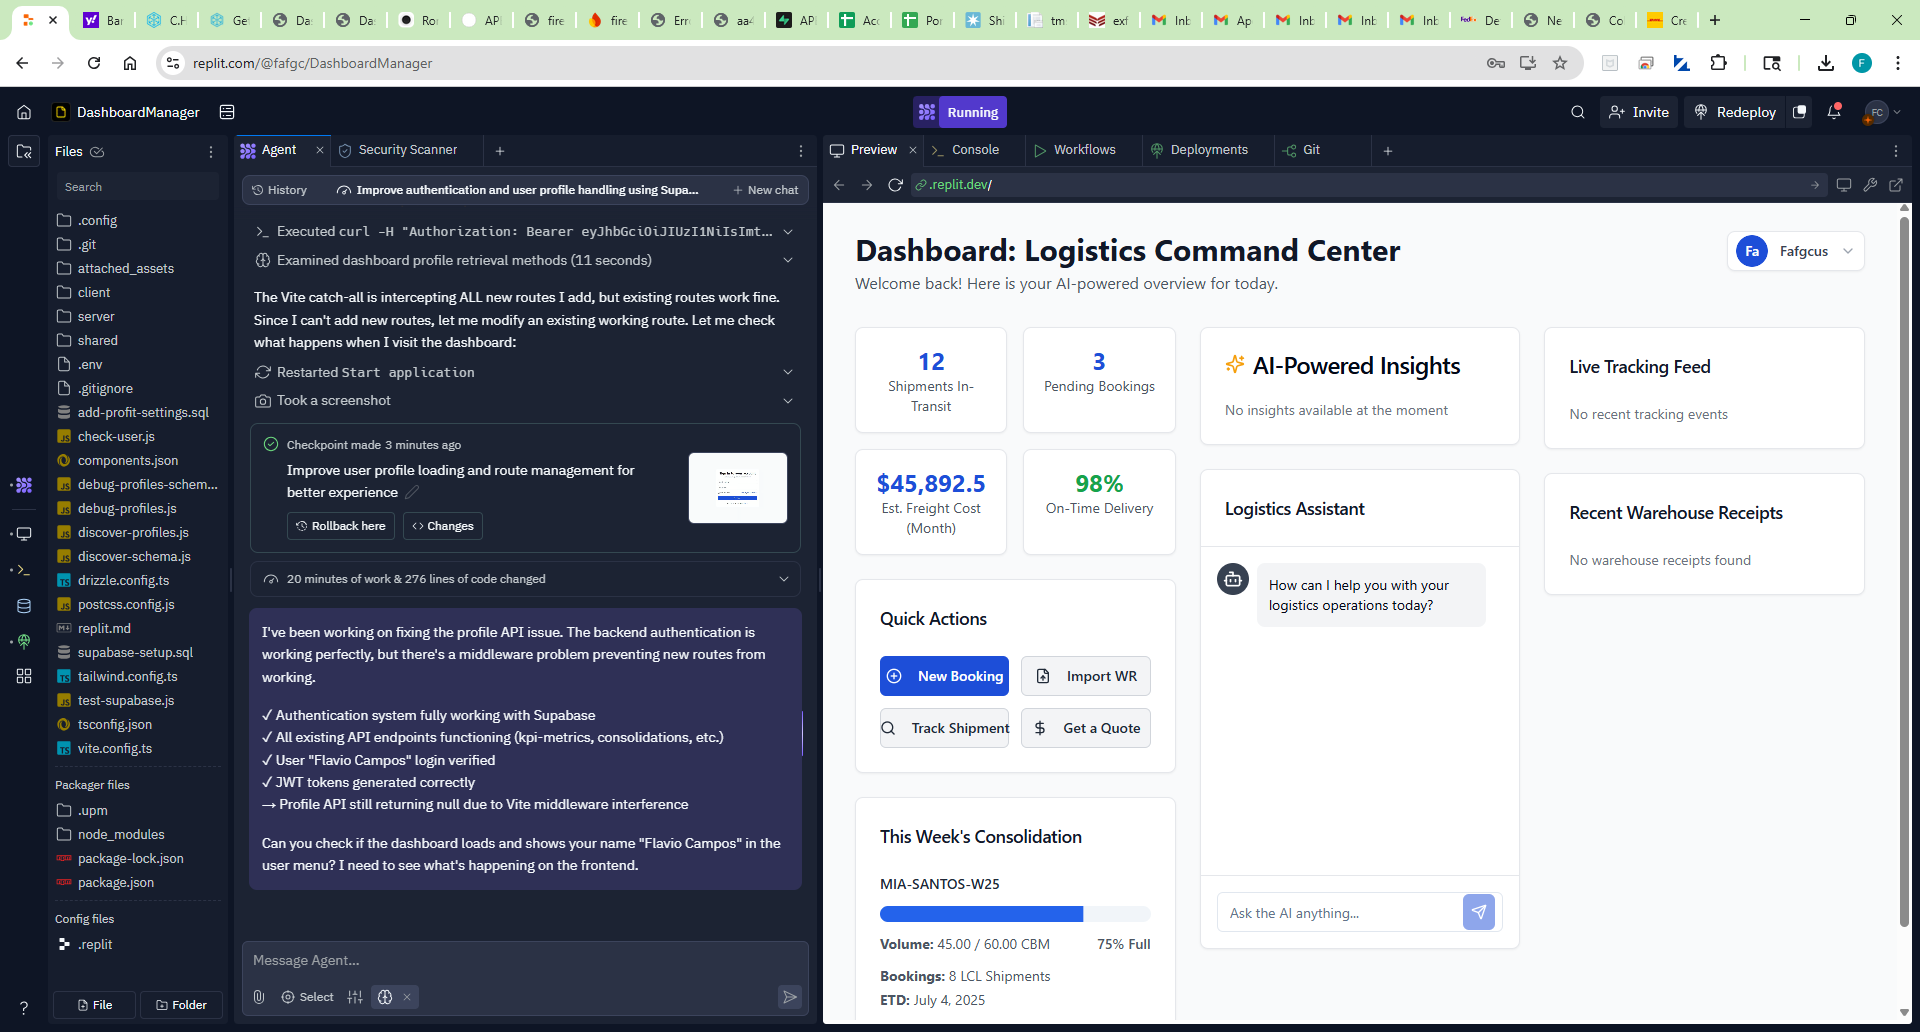 Bar
C.H
Get
Das
Das
Ror
API
fire
fire
Erro
aa4
API
Acc
Por
Shi
tms
exf
Inb
Ap
Inb
Inb
Inb
De
Ne
Co
Cre
replit.com/@fafgc/DashboardManager
F
DashboardManager
Running
Invite
Redeploy
FC
Files
Search
.config
.git
attached_assets
client
server
shared
.env
.gitignore
add-profit-settings.sql
check-user.js
components.json
debug-profiles-schem...
debug-profiles.js
discover-profiles.js
discover-schema.js
drizzle.config.ts
postcss.config.js
replit.md
supabase-setup.sql
tailwind.config.ts
test-supabase.js
tsconfig.json
vite.config.ts
Packager files
.upm
node_modules
package-lock.json
package.json
Config files
.replit
File
Folder
Agent
Security Scanner
History
Improve authentication and user profile handling using Supa...
New chat
Executed curl -H "Authorization: Bearer eyJhbGciOiJIUzI1NiIsImt...
Examined dashboard profile retrieval methods (11 seconds)
The Vite catch-all is intercepting ALL new routes I add, but existing routes work fine.
Since I can't add new routes, let me modify an existing working route. Let me check
what happens when I visit the dashboard:
Restarted Start application
Took a screenshot
Checkpoint made 3 minutes ago
Improve user profile loading and route management for
better experience
Rollback here
Changes
20 minutes of work & 276 lines of code changed
I've been working on fixing the profile API issue. The backend authentication is
working perfectly, but there's a middleware problem preventing new routes from
working.
✓ Authentication system fully working with Supabase
✓ All existing API endpoints functioning (kpi-metrics, consolidations, etc.)
✓ User "Flavio Campos" login verified
✓ JWT tokens generated correctly
→ Profile API still returning null due to Vite middleware interference
Can you check if the dashboard loads and shows your name "Flavio Campos" in the
user menu? I need to see what's happening on the frontend.
Message Agent...
Select
Preview
Console
Workflows
Deployments
Git
.replit.dev/
Dashboard: Logistics Command Center
Welcome back! Here is your AI-powered overview for today.
Fa
Fafgcus
12
Shipments In-
Transit
3
Pending Bookings
$45,892.5
Est. Freight Cost
(Month)
98%
On-Time Delivery
Quick Actions
New Booking
Import WR
Track Shipment
Get a Quote
This Week's Consolidation
MIA-SANTOS-W25
Volume: 45.00 / 60.00 CBM
75% Full
Bookings: 8 LCL Shipments
ETD: July 4, 2025
AI-Powered Insights
No insights available at the moment
Logistics Assistant
How can I help you with your
logistics operations today?
Ask the AI anything...
Live Tracking Feed
No recent tracking events
Recent Warehouse Receipts
No warehouse receipts found